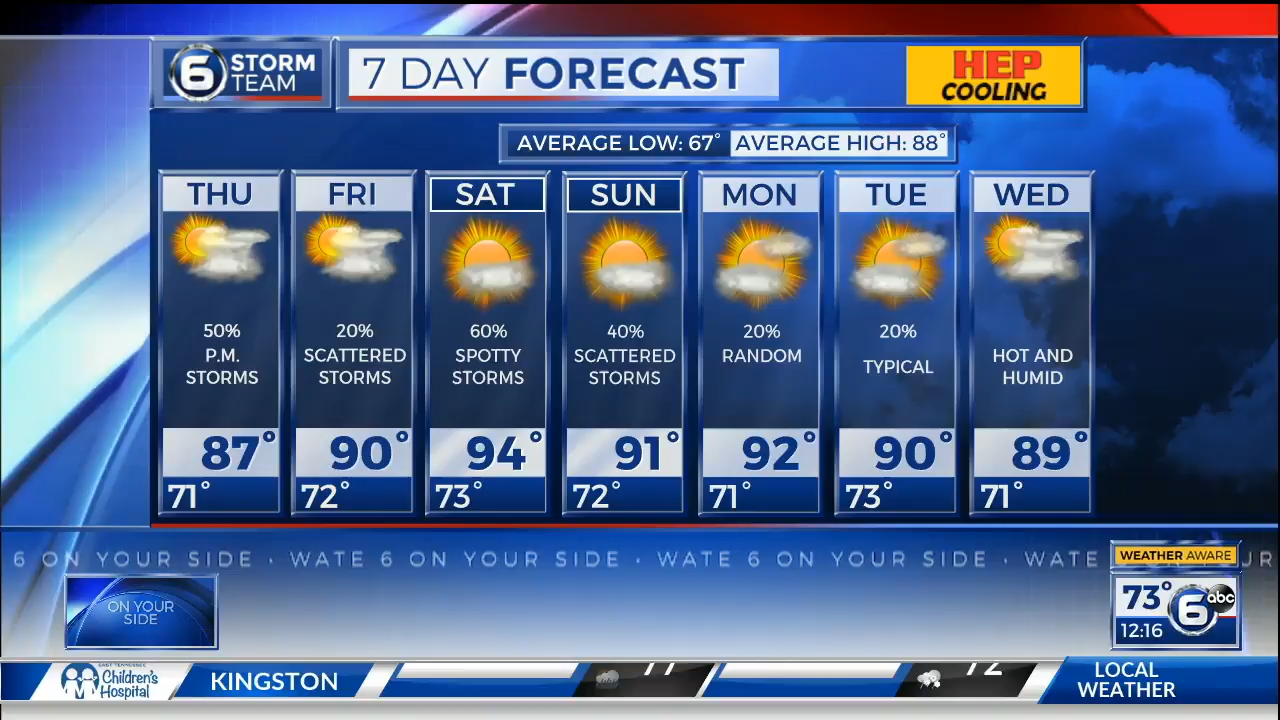 6 STORM TEAM
7 DAY FORECAST
HEP
COOLING
AVERAGE LOW: 67° AVERAGE HIGH: 88°
THU
50%
P.M.
STORMS
87°
71°
FRI
20%
SCATTERED
STORMS
90°
72°
SAT
60%
SPOTTY
STORMS
94°
73°
SUN
40%
SCATTERED
STORMS
91°
72°
MON
20%
RANDOM
92°
71°
TUE
20%
TYPICAL
90°
73°
WED
HOT AND
HUMID
89°
71°
6 ON YOUR SIDE · WATE 6 ON YOUR SIDE · WATE 6 ON YOUR SIDE · WATE
WEATHER AWARE
ON YOUR
SIDE
73°
6 abc
12:16
EAST TENNESSEE
Children's
Hospital
KINGSTON
LOCAL
WEATHER